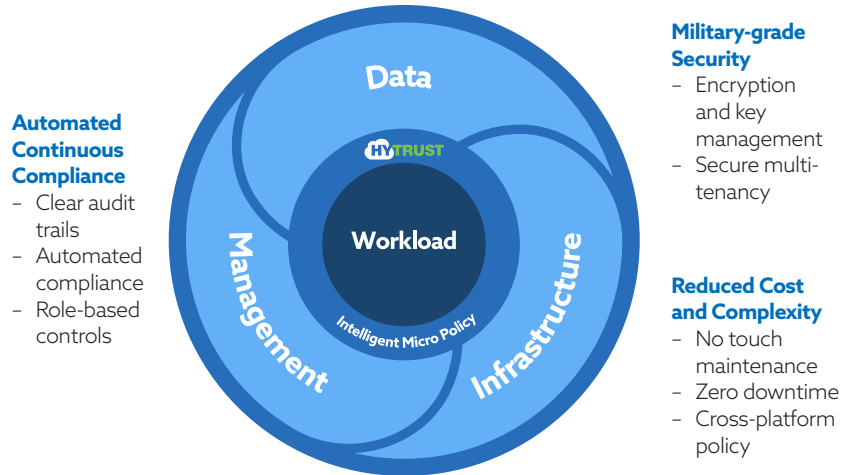 Automated
Continuous
Compliance
– Clear audit
trails
– Automated
compliance
– Role-based
controls
Data
HYTRUST
Workload
Intelligent Micro Policy
Management
Infrastructure
Military-grade
Security
– Encryption
and key
management
– Secure multi-
tenancy
Reduced Cost
and Complexity
– No touch
maintenance
– Zero downtime
– Cross-platform
policy